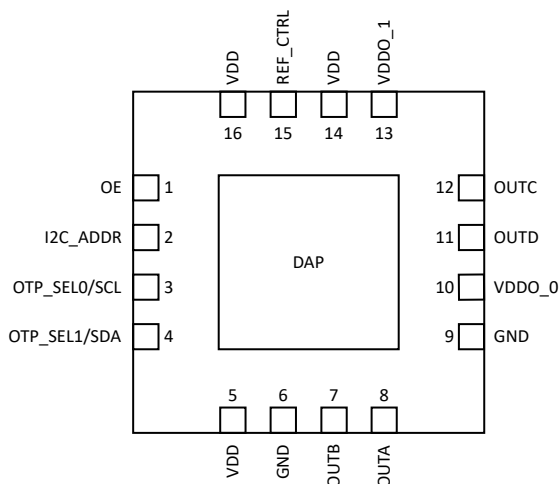 VDD
REF_CTRL
VDD
VDDO_1
16 15 14 13
OE 1
12 OUTC
I2C_ADDR 2
11 OUTD
DAP
OTP_SEL0/SCL 3
10 VDDO_0
OTP_SEL1/SDA 4
9 GND
5 6 7 8
VDD
GND
OUTB
OUTA